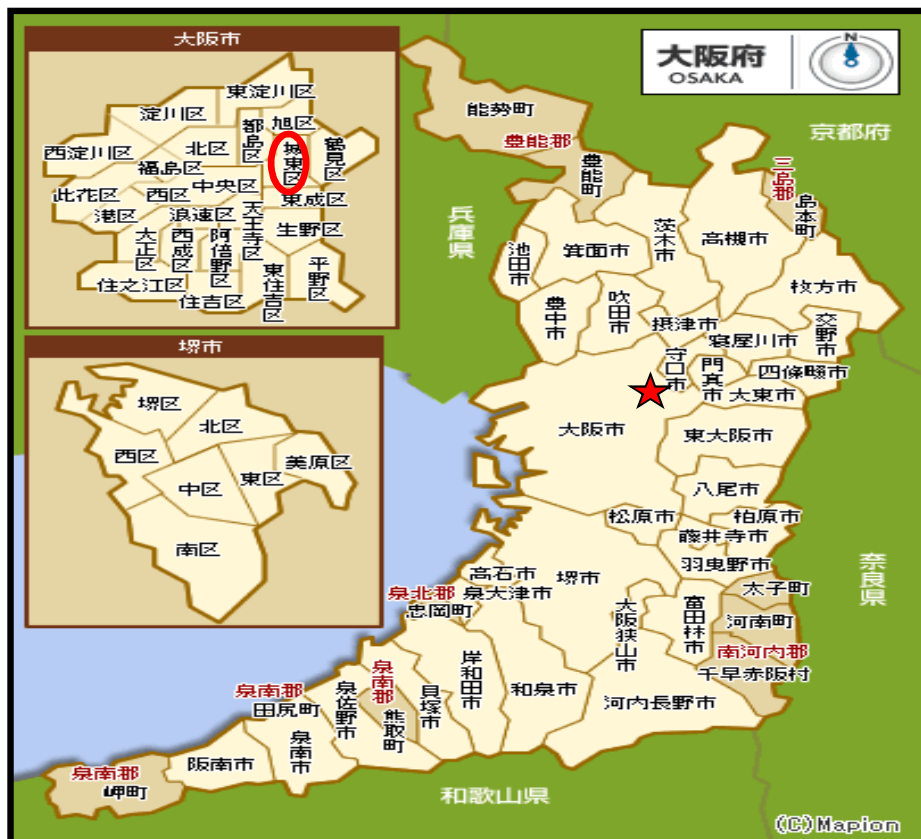 大阪市
東淀川区
淀川区
旭区
都島区
鶴見区
西淀川区
北区
城東区
福島区
此花区
西区
中央区
東成区
港区
浪速区
天王寺区
生野区
大正区
西成区
阿倍野区
平野区
住之江区
東住吉区
住吉区
堺市
堺区
北区
西区
東区
美原区
中区
南区
大阪府
OSAKA
N
京都府
兵庫県
能勢町
豊能郡
豊能町
三島郡
島本町
茨木市
高槻市
池田市
箕面市
枚方市
豊中市
吹田市
摂津市
寝屋川市
交野市
守口市
門真市
四條畷市
大東市
大阪市
東大阪市
八尾市
松原市
柏原市
藤井寺市
羽曳野市
奈良県
高石市
堺市
太子町
泉北郡
泉大津市
忠岡町
大阪狭山市
富田林市
河南町
南河内郡
千早赤阪村
岸和田市
和泉市
河内長野市
泉南郡
泉南郡
田尻町
泉佐野市
熊取町
貝塚市
泉南市
阪南市
泉南郡
岬町
和歌山県
(C)Mapion